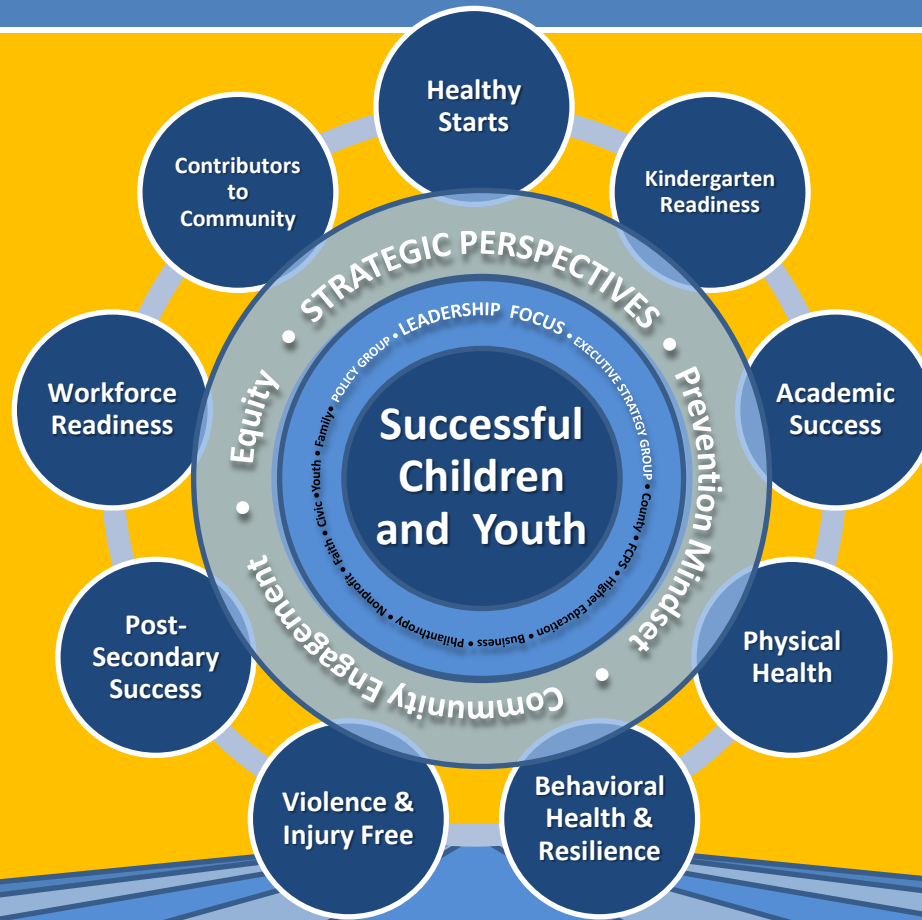 Healthy
Starts
Kindergarten
Readiness
Academic
Success
Physical
Health
Behavioral
Health &
Resilience
Violence &
Injury Free
Post-
Secondary
Success
Workforce
Readiness
Contributors
to
Community
• STRATEGIC PERSPECTIVES • Prevention Mindset • Community Engagement • Equity
POLICY GROUP • LEADERSHIP FOCUS • EXECUTIVE STRATEGY GROUP • County • FCPS • Higher Education • Business • Philanthropy • Nonprofit • Faith • Civic •Youth • Family•
Successful
Children
and Youth